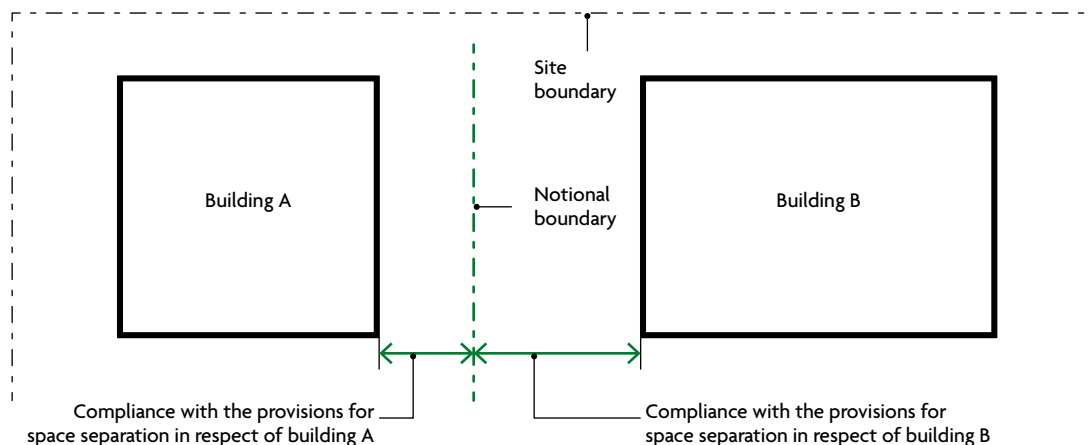 Site
boundary
Building A
Notional
boundary
Building B
Compliance with the provisions for
space separation in respect of building A
Compliance with the provisions for
space separation in respect of building B